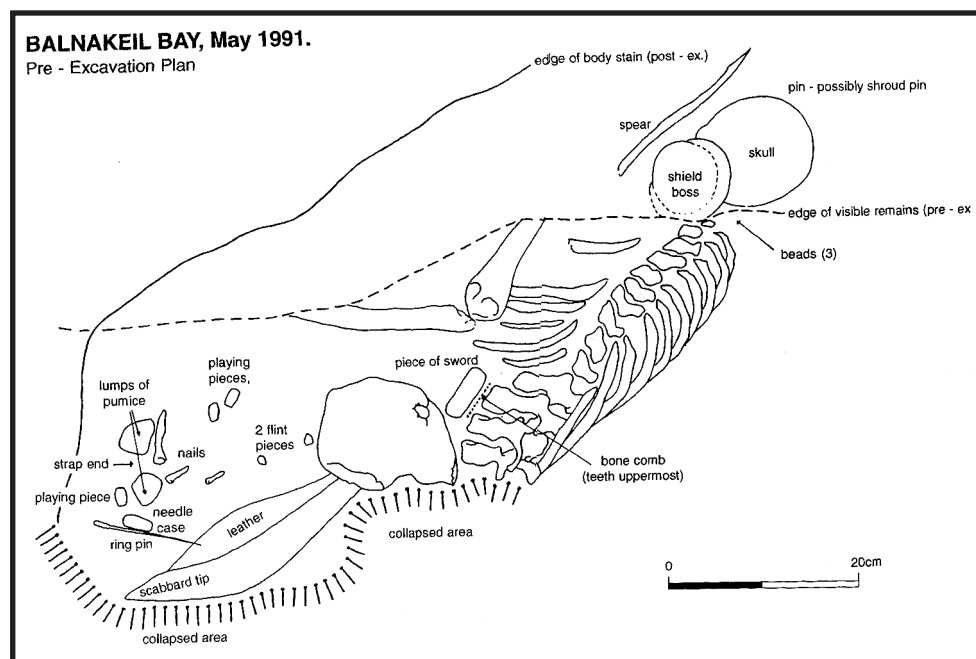 BALNAKEIL BAY, May 1991.
Pre - Excavation Plan
edge of body stain (post - ex.)
pin - possibly shroud pin
spear
skull
shield
boss
edge of visible remains (pre - ex
beads (3)
piece of sword
playing
pieces,
lumps of
pumice
2 flint
pieces
nails
strap end
bone comb
(teeth uppermost)
playing piece
needle
case
leather
ring pin
collapsed area
scabbard tip
collapsed area
0
20cm